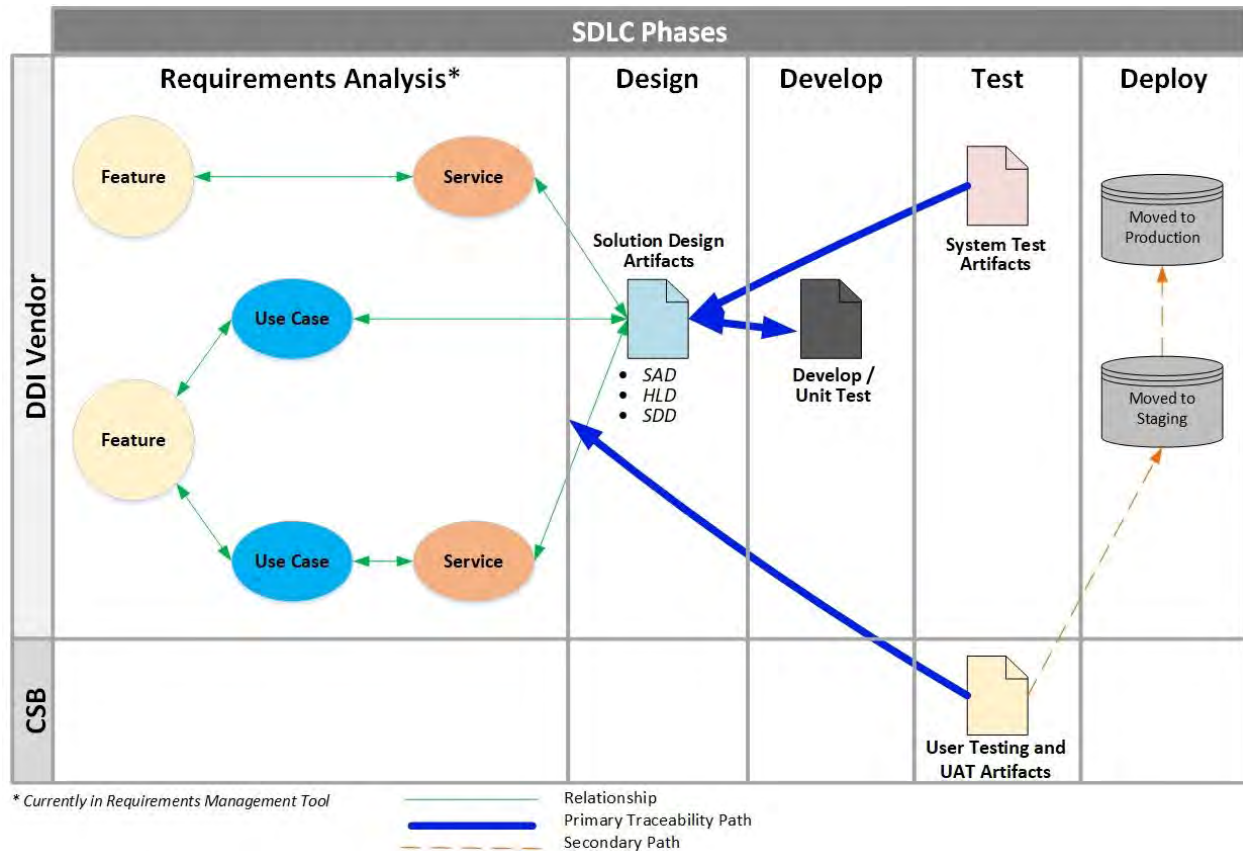 SDLC Phases
Requirements Analysis*
Design
Develop
Test
Deploy
DDI Vendor
Feature
Service
Solution Design
Artifacts
System Test
Artifacts
Moved to
Production
Use Case
• SAD
• HLD
• SDD
Develop /
Unit Test
Moved to
Staging
Feature
Use Case
Service
CSB
User Testing and
UAT Artifacts
* Currently in Requirements Management Tool
Relationship
Primary Traceability Path
Secondary Path